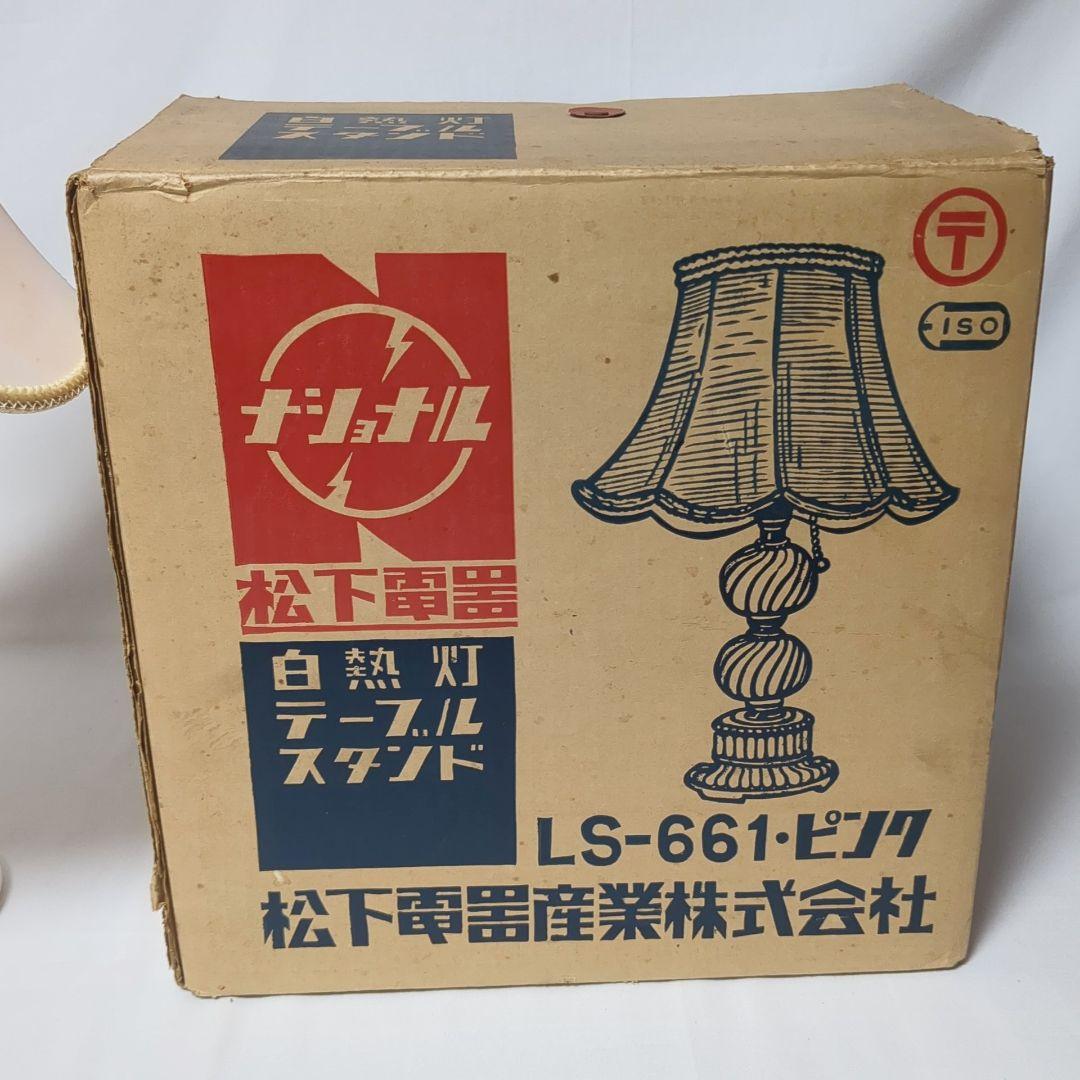 白熱灯
テーブル
スタンド
ナショナル
松下電器
白熱灯
テーブル
スタンド
〒
ISO
LS-661・ピンク
松下電器産業株式会社